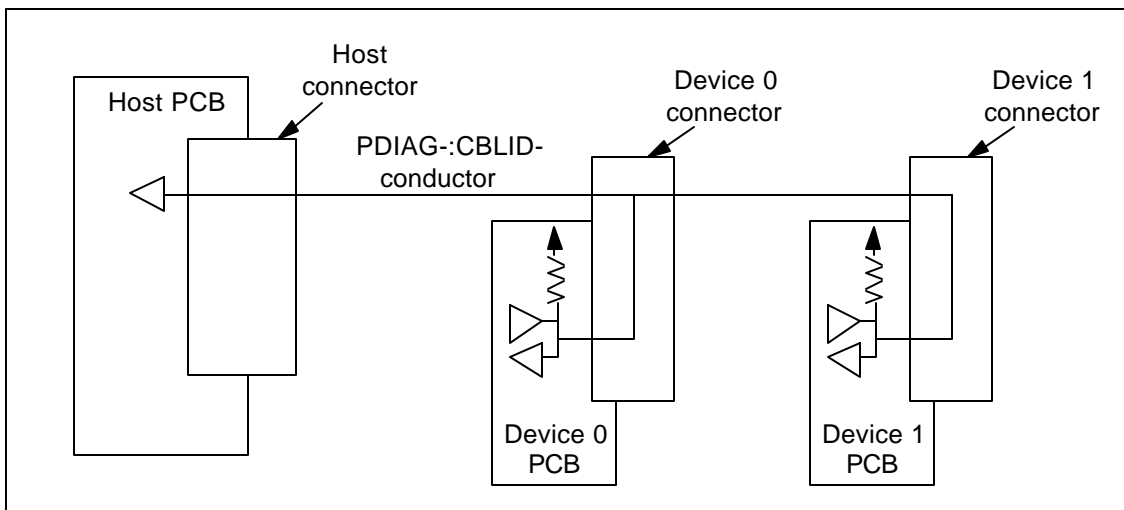 Host
connector
Host PCB
Device 0
connector
Device 1
connector
PDIAG-:CBLID-
conductor
Device 0
PCB
Device 1
PCB